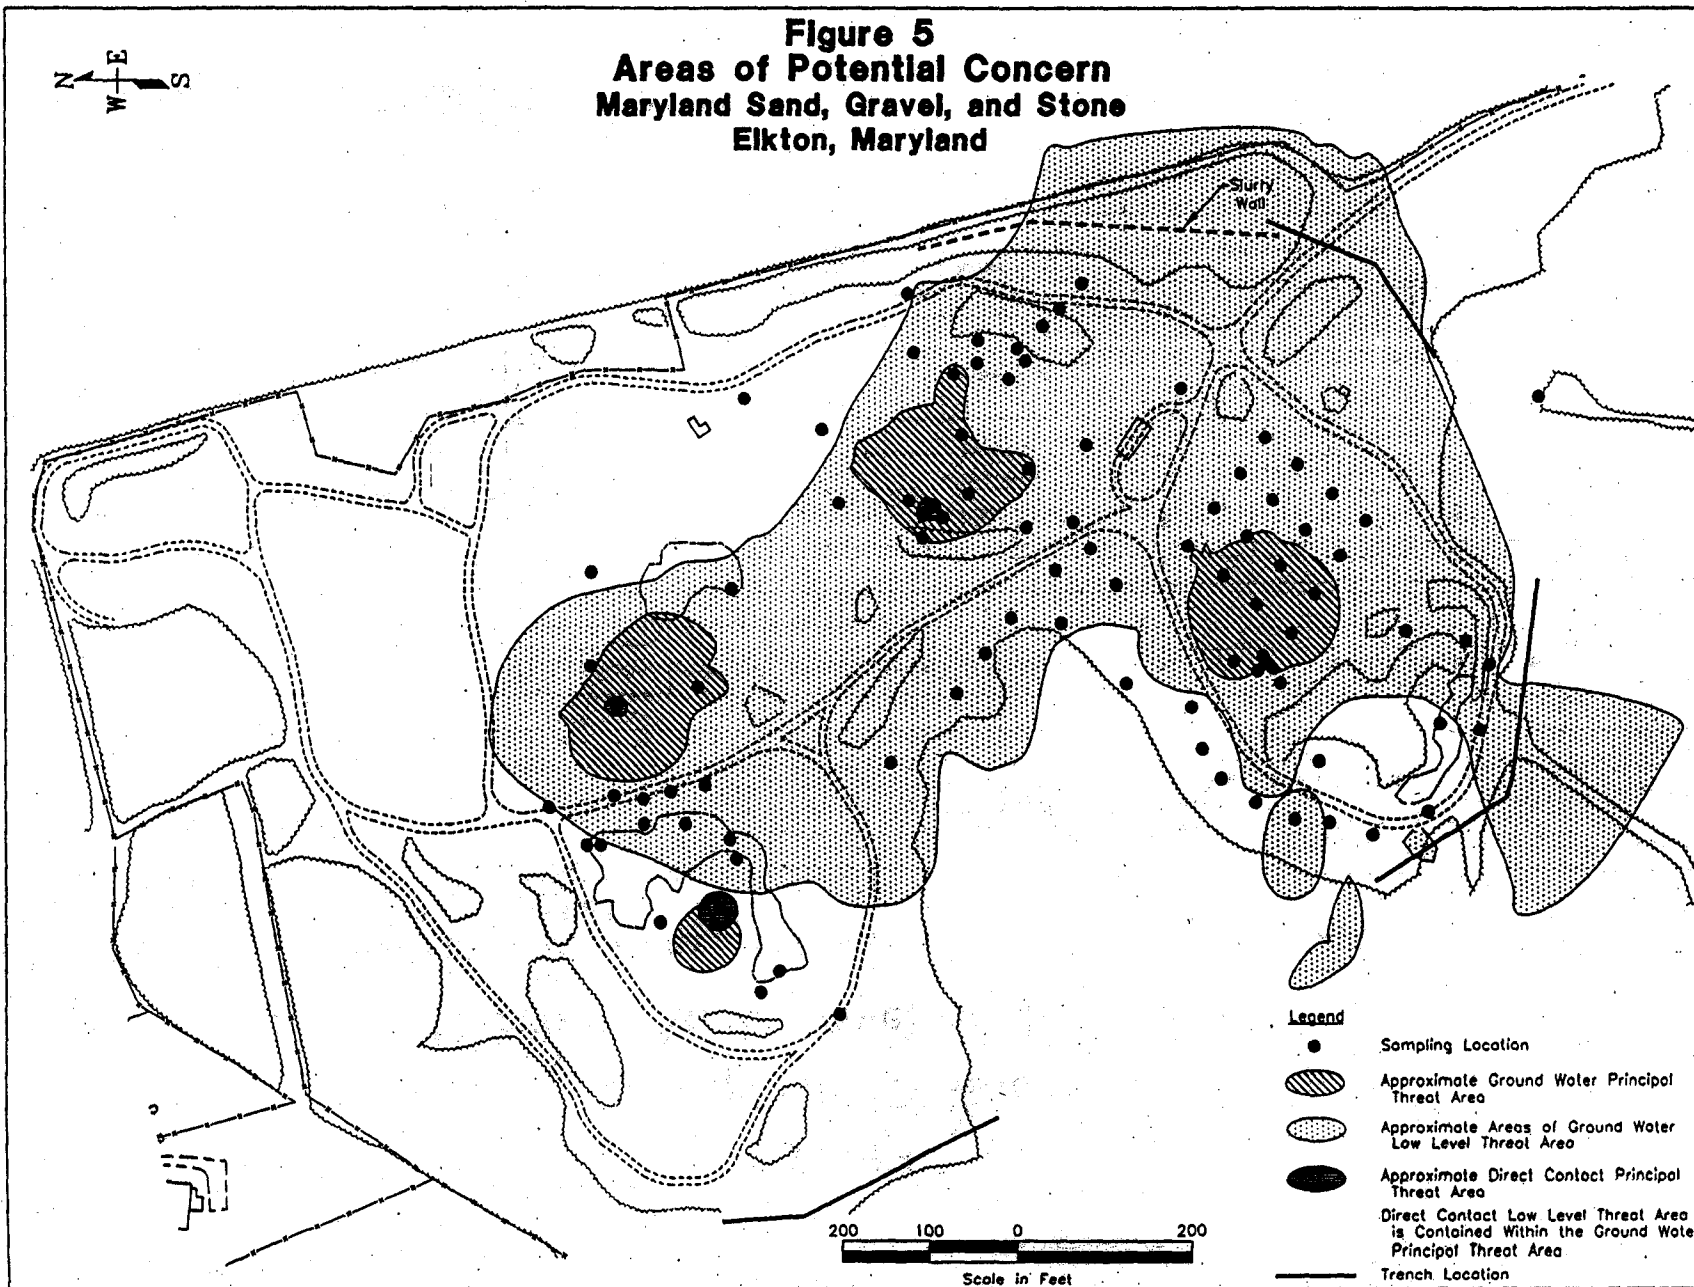 Figure 5
Areas of Potential Concern
Maryland Sand, Gravel, and Stone
Elkton, Maryland
N
E
S
W
Slurry
Wall
Legend
Sampling Location
Approximate Ground Water Principal
Threat Area
Approximate Areas of Ground Water
Low Level Threat Area
Approximate Direct Contact Principal
Threat Area
Direct Contact Low Level Threat Area
is Contained Within the Ground Wate
Principal Threat Area
Trench Location
200 100 0 200
Scale in Feet